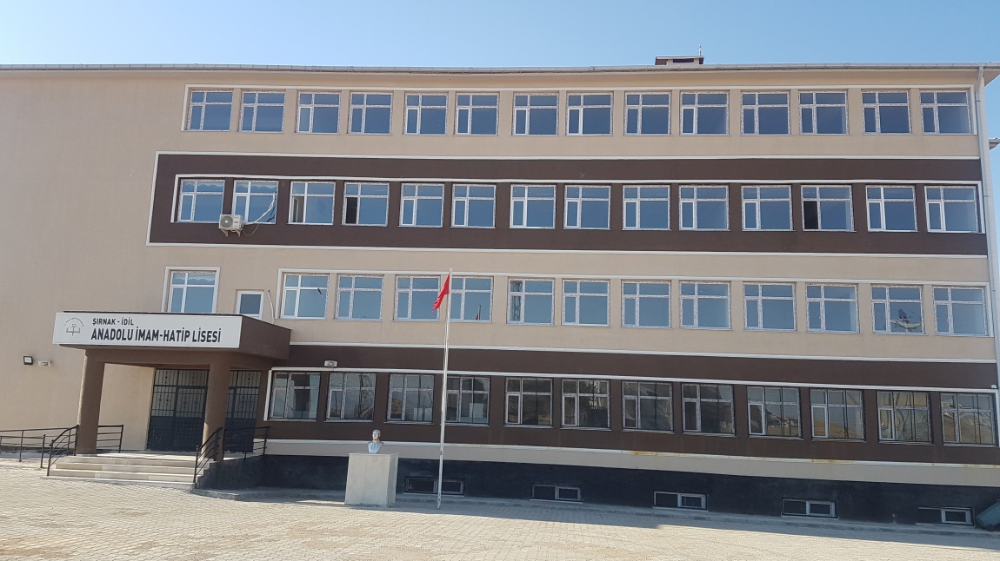 ŞIRNAK - İDİL
ANADOLU İMAM-HATİP LİSESİ